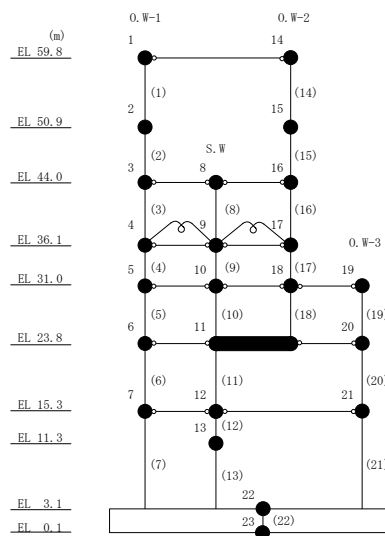 O.W-1 O.W-2
(m)
EL 59.8 1 14
(1) (14)
EL 50.9 2 15
(2) S.W (15)
EL 44.0 3 8 16
(3) (8) (16)
EL 36.1 4 9 17 O.W-3
(4) (9) (17)
EL 31.0 5 10 18 19
(5) (10) (18) (19)
EL 23.8 6 11 20
(6) (11) (20)
EL 15.3 7 12 21
(12)
EL 11.3 13
(7) (13) (21)
EL 3.1 22
(22)
EL 0.1 23